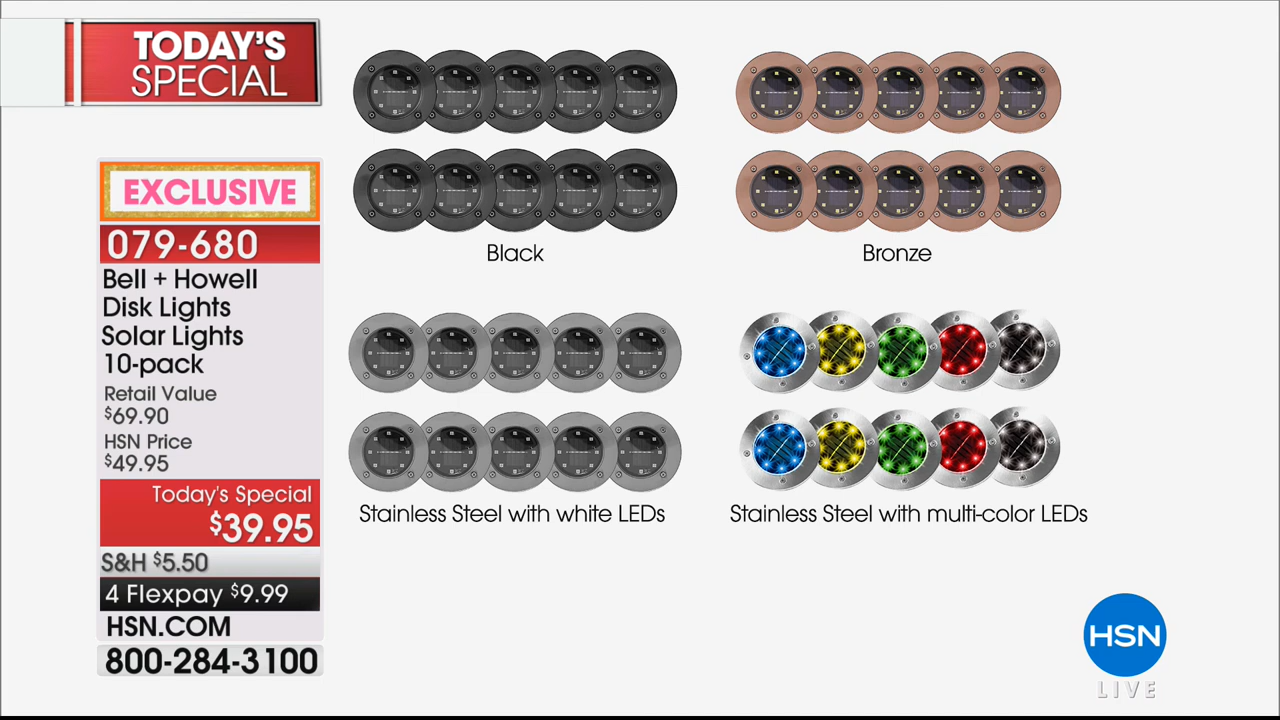 TODAY'S
SPECIAL
EXCLUSIVE
079-680
Bell + Howell
Disk Lights
Solar Lights
10-pack
Retail Value
$69.90
HSN Price
$49.95
Today's Special
$39.95
S&H $5.50
4 Flexpay $9.99
HSN.COM
800-284-3100
Black
Bronze
Stainless Steel with white LEDs
Stainless Steel with multi-color LEDs
HSN
LIVE